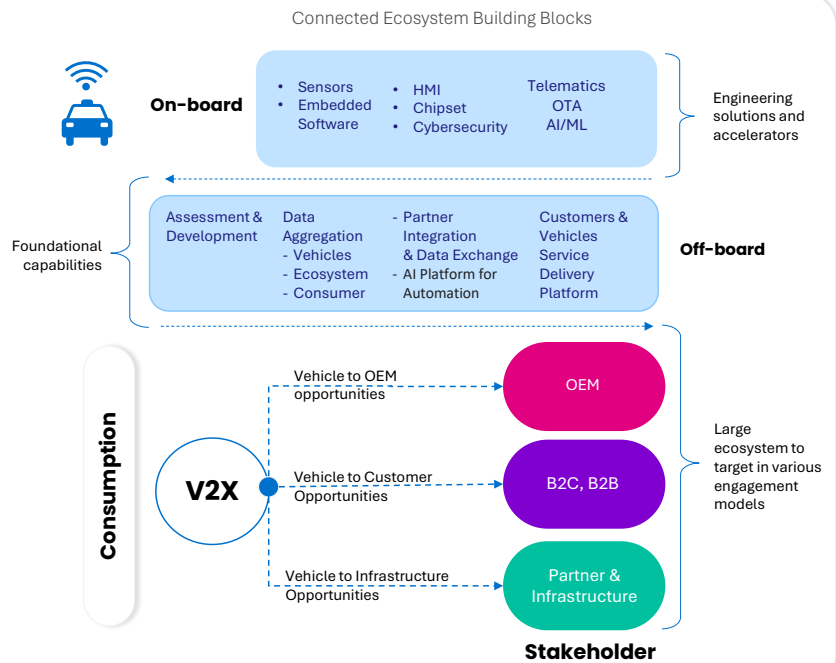 Connected Ecosystem Building Blocks
On-board
• Sensors
• Embedded
Software
• HMI
• Chipset
• Cybersecurity
Telematics
OTA
AI/ML
Engineering
solutions and
accelerators
Foundational
capabilities
Assessment &
Development
Data
Aggregation
- Vehicles
- Ecosystem
- Consumer
- Partner
Integration
& Data Exchange
- AI Platform for
Automation
Customers &
Vehicles
Service
Delivery
Platform
Off-board
Consumption
V2X
Vehicle to OEM
opportunities
OEM
Vehicle to Customer
Opportunities
B2C, B2B
Vehicle to Infrastructure
Opportunities
Partner &
Infrastructure
Large
ecosystem to
target in various
engagement
models
Stakeholder